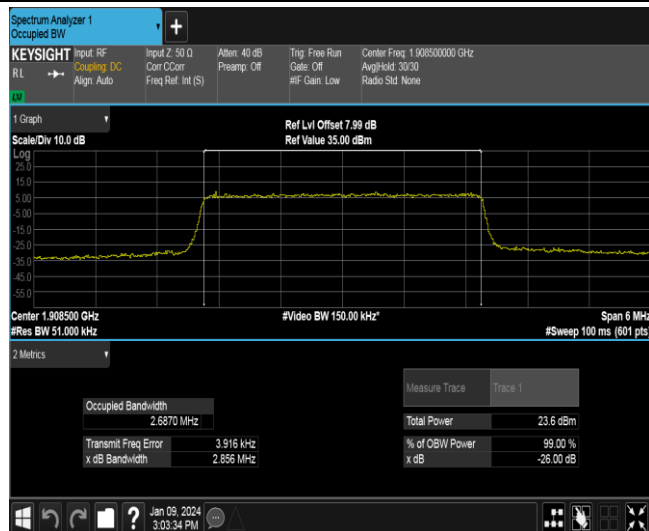 Spectrum Analyzer 1
Occupied BW
+
KEYSIGHT
R L
LXI
Input: RF
Coupling: DC
Align: Auto
Input Z: 50 Ω
Corr CCorr
Freq Ref: Int (S)
Atten: 40 dB
Preamp: Off
Trig: Free Run
Gate: Off
#IF Gain: Low
Center Freq: 1.908500000 GHz
Avg|Hold: 30/30
Radio Std: None
1 Graph
Scale/Div 10.0 dB
Ref Lvl Offset 7.99 dB
Ref Value 35.00 dBm
Log
25.0
15.0
5.00
-5.00
-15.0
-25.0
-35.0
-45.0
-55.0
Center 1.908500 GHz
#Video BW 150.00 kHz*
Span 6 MHz
#Res BW 51.000 kHz
#Sweep 100 ms (601 pts)
2 Metrics
Measure Trace Trace 1
Occupied Bandwidth
2.6870 MHz
Total Power 23.6 dBm
Transmit Freq Error 3.916 kHz
% of OBW Power 99.00 %
x dB Bandwidth 2.856 MHz
x dB -26.00 dB
?
Jan 09, 2024
3:03:34 PM